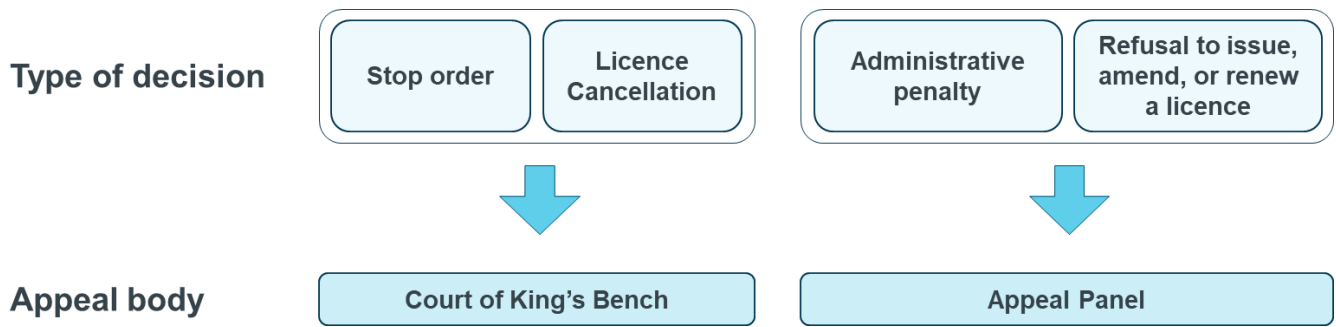 Type of decision
Stop order
Licence
Cancellation
Administrative
penalty
Refusal to issue,
amend, or renew
a licence
Appeal body
Court of King's Bench
Appeal Panel